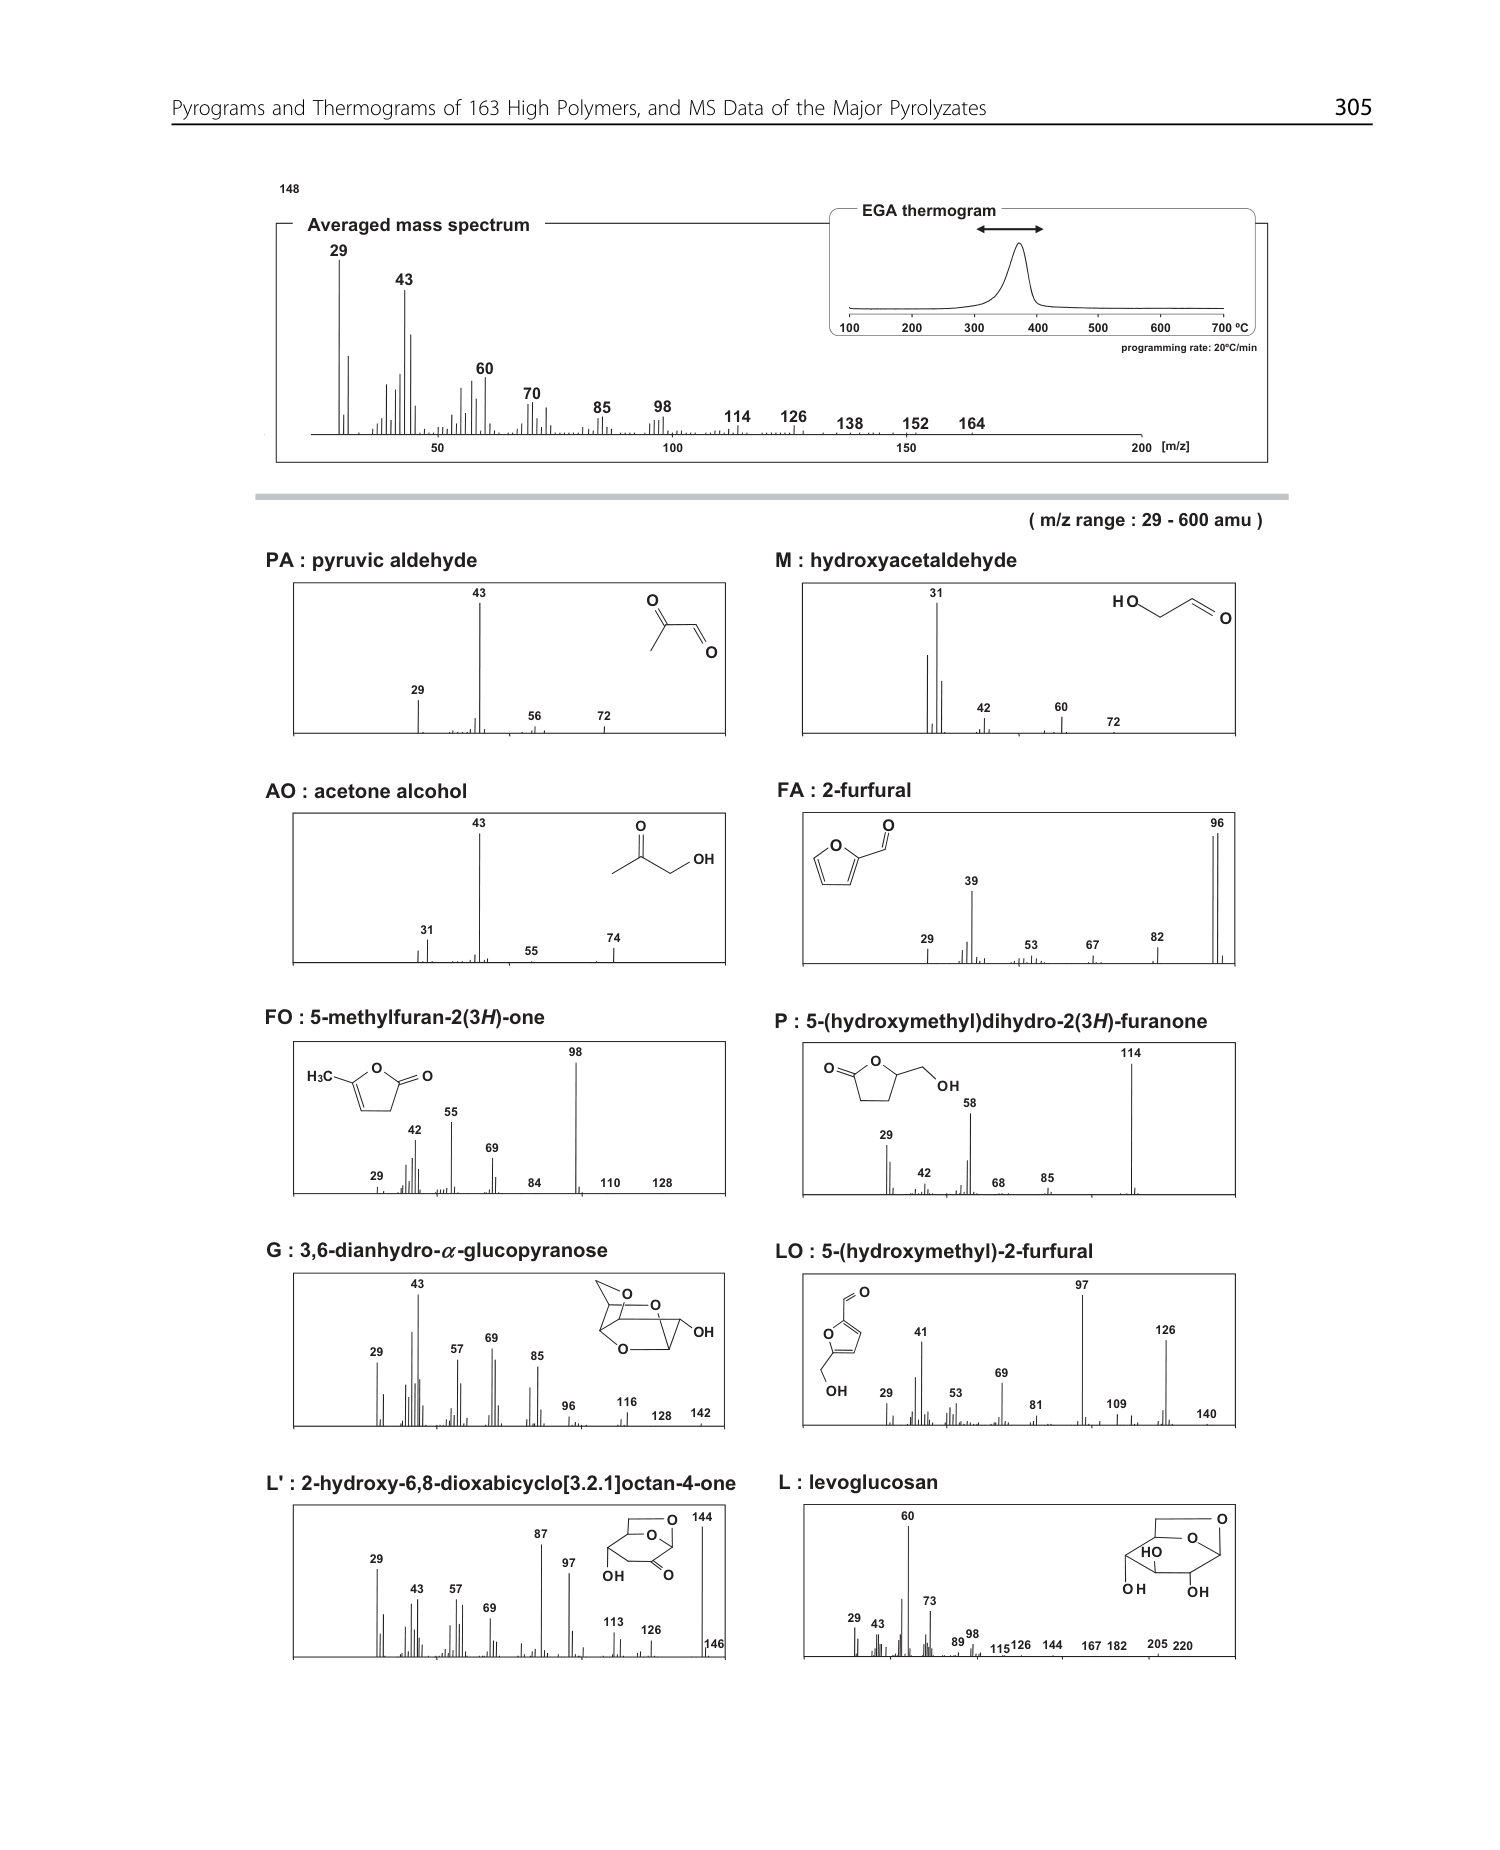 Pyrograms and Thermograms of 163 High Polymers, and MS Data of the Major Pyrolyzates 305
148
Averaged mass spectrum
EGA thermogram
29
43
60
70
85
98
114
126
138
152
164
50 100 150 200 [m/z]
100 200 300 400 500 600 700 ºC
programming rate: 20ºC/min
( m/z range : 29 - 600 amu )
PA : pyruvic aldehyde
43
29
56
72
O
O
M : hydroxyacetaldehyde
31
42
60
72
HO
O
AO : acetone alcohol
43
31
55
74
O
OH
FA : 2-furfural
96
39
29
53
67
82
O
O
FO : 5-methylfuran-2(3H)-one
98
55
42
69
29
84
110
128
H₃C
O
O
P : 5-(hydroxymethyl)dihydro-2(3H)-furanone
114
58
29
42
68
85
O
O
OH
G : 3,6-dianhydro-α-glucopyranose
43
29
57
69
85
96
116
128
142
O
O
OH
O
LO : 5-(hydroxymethyl)-2-furfural
97
41
126
69
29
53
81
109
140
O
O
OH
L' : 2-hydroxy-6,8-dioxabicyclo[3.2.1]octan-4-one
144
87
29
97
43
57
69
113
126
146
O
O
OH
O
L : levoglucosan
60
73
29
43
89
98
115
126
144
167
182
205
220
O
O
HO
OH
OH